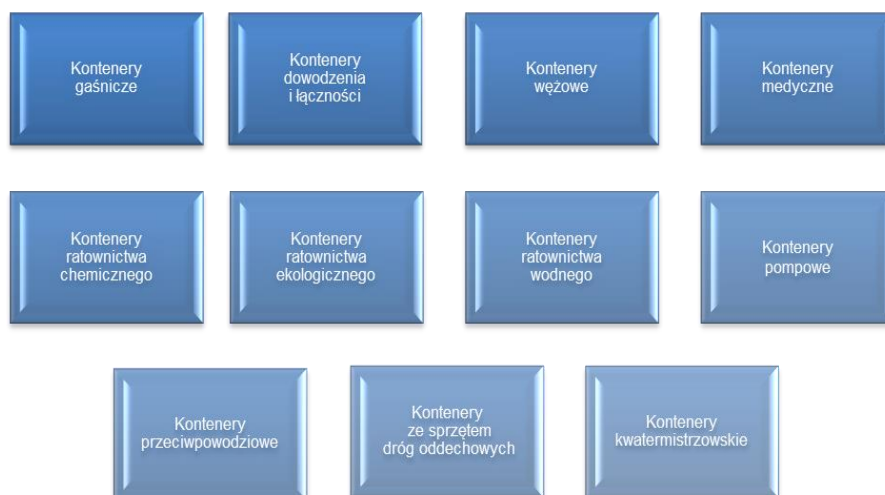 Kontenery
gaśnicze
Kontenery
dowodzenia
i łączności
Kontenery
wężowe
Kontenery
medyczne
Kontenery
ratownictwa
chemicznego
Kontenery
ratownictwa
ekologicznego
Kontenery
ratownictwa
wodnego
Kontenery
pompowe
Kontenery
przeciwpowodziowe
Kontenery
ze sprzętem
dróg oddechowych
Kontenery
kwatermistrzowskie